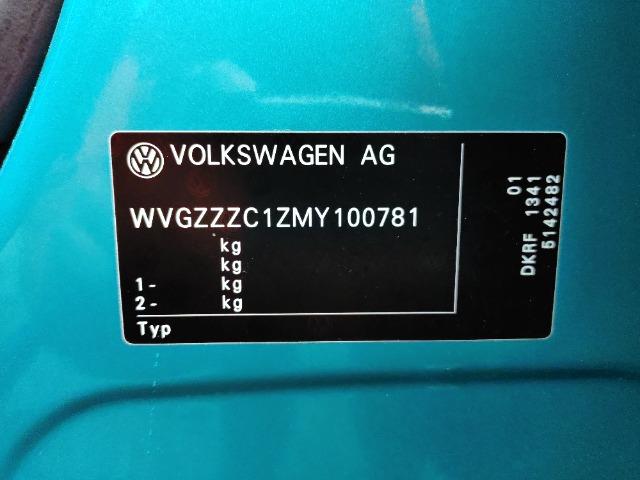 VOLKSWAGEN AG
WVGZZZC1ZMY100781
kg
kg
1- kg
2- kg
Typ
01
DKRF 1341
5142482